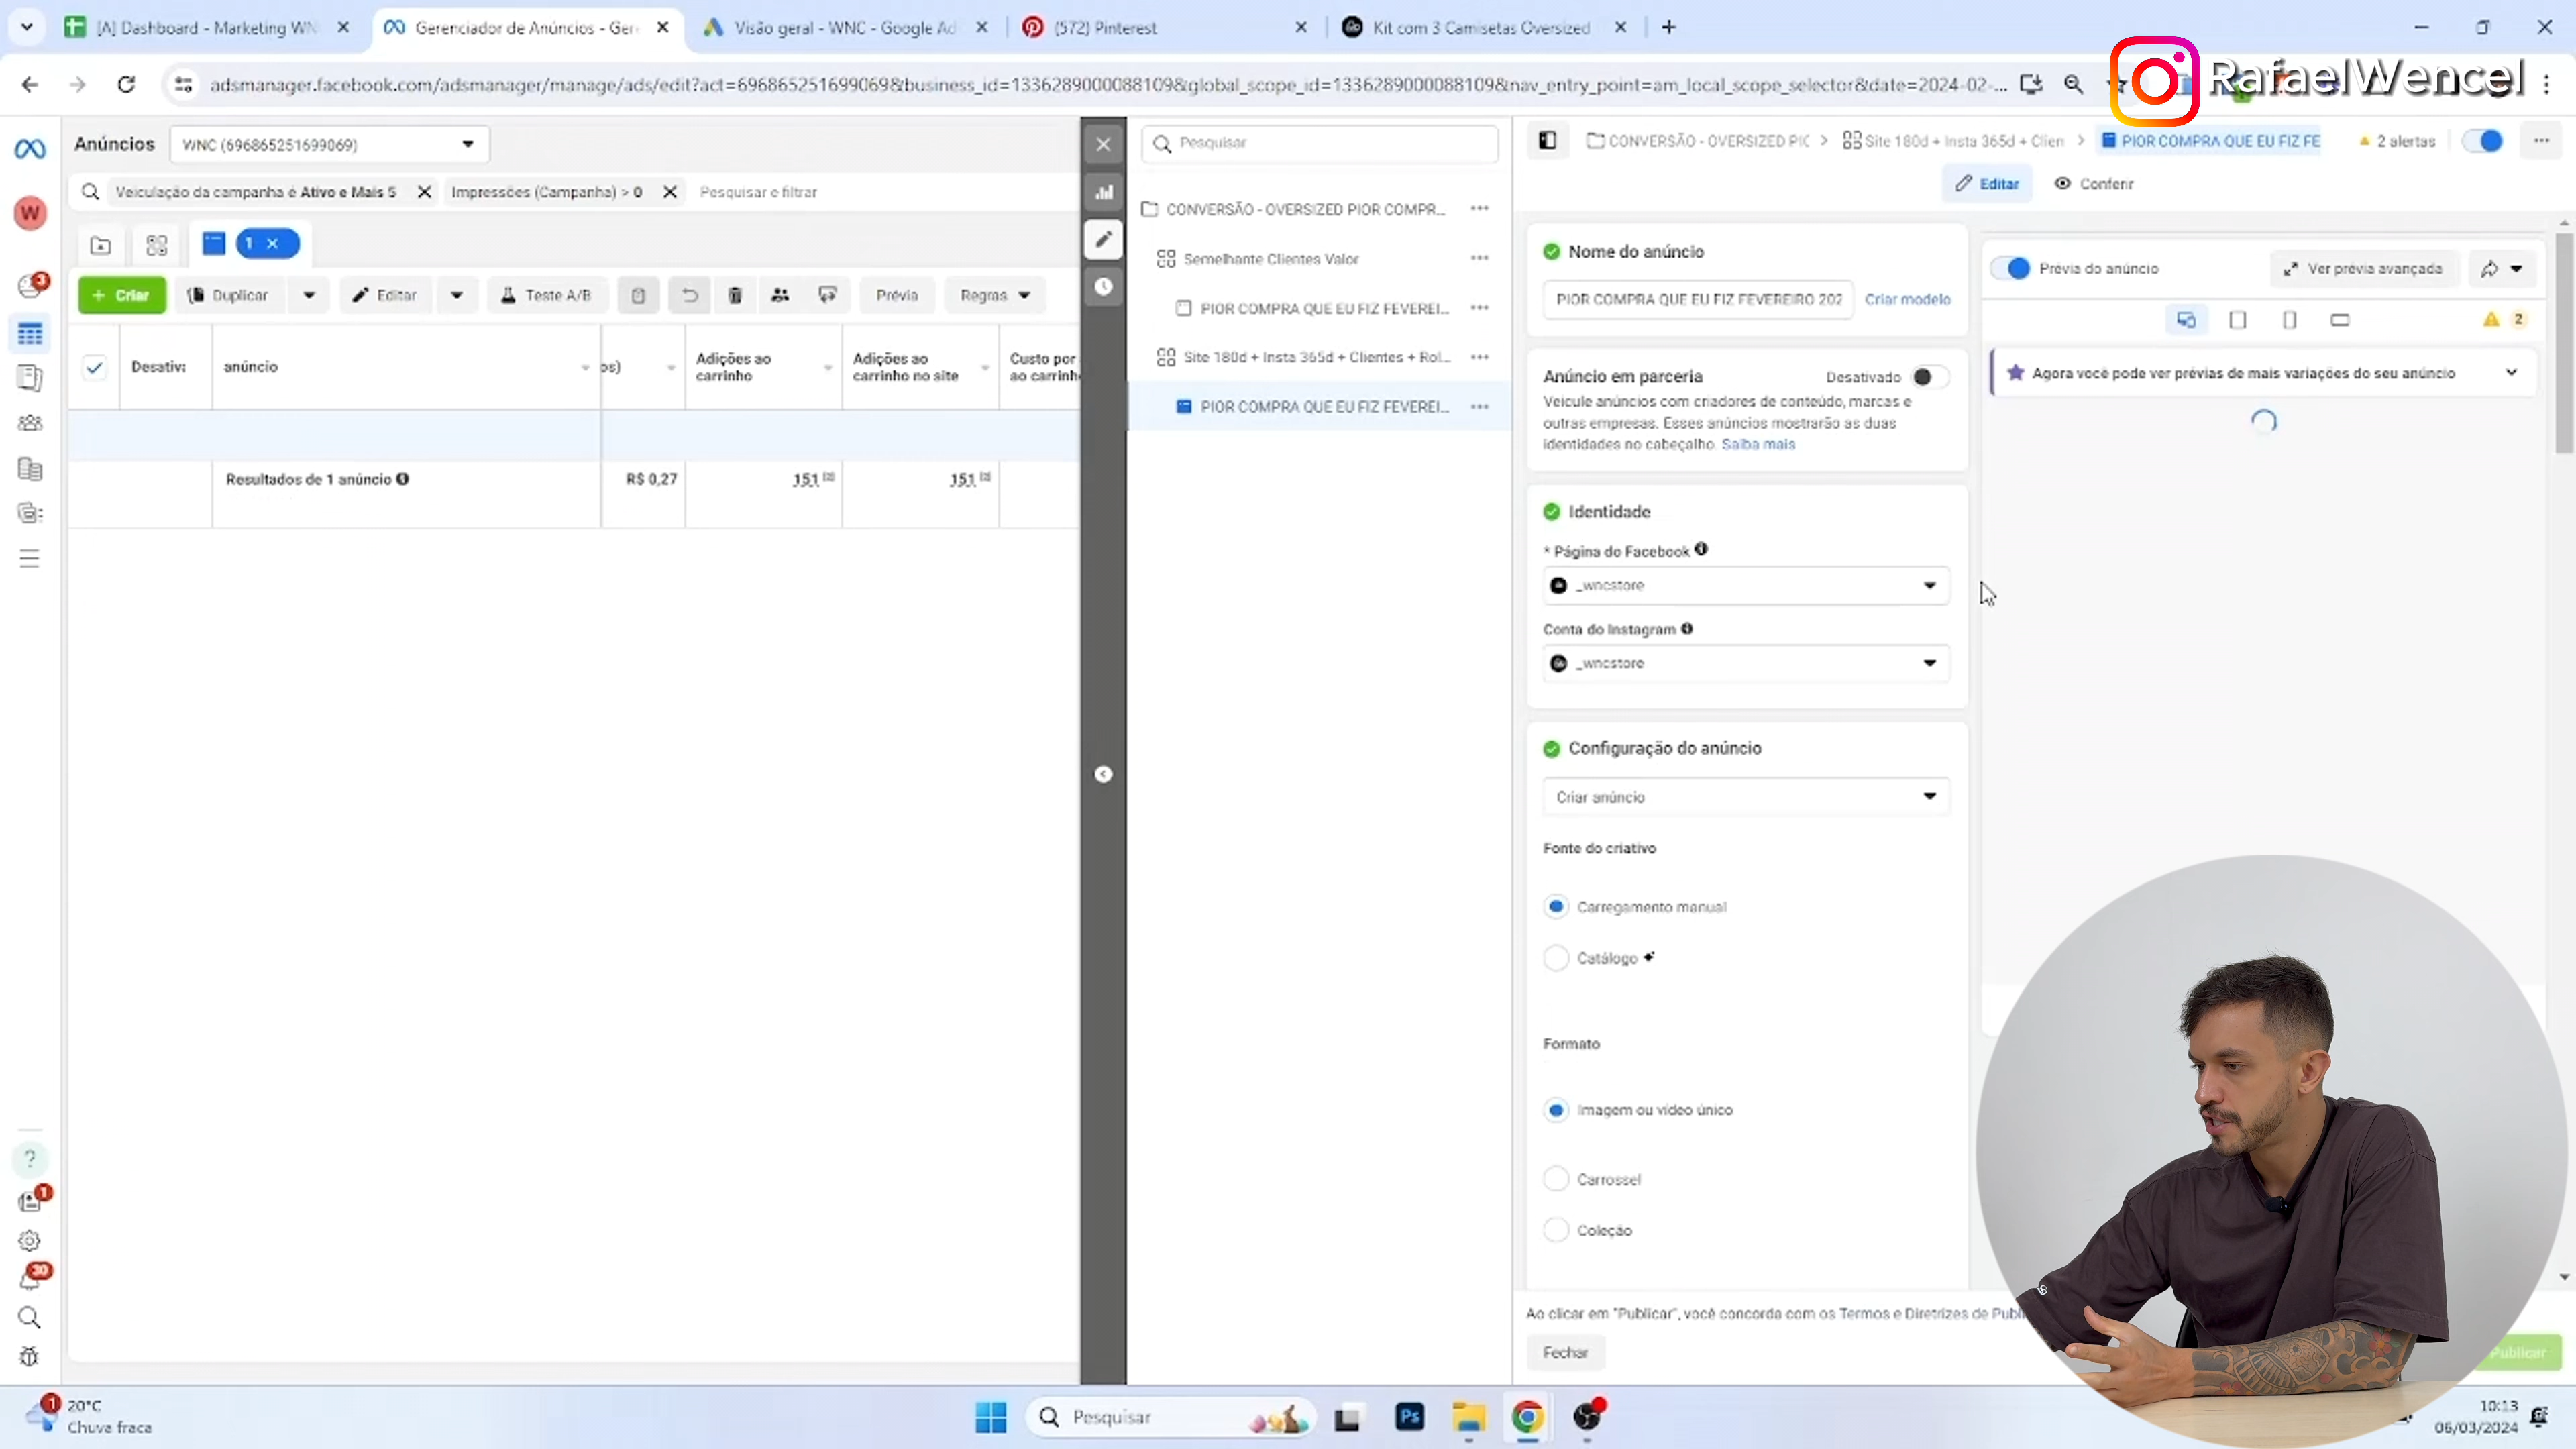 [A] Dashboard - Marketing WN
Gerenciador de Anúncios - Ger
Visão geral - WNC - Google Ad
(572) Pinterest
Kit com 3 Camisetas Oversized
adsmanager.facebook.com/adsmanager/manage/ads/edit?act=696865251699069&business_id=1336289000088109&global_scope_id=1336289000088109&nav_entry_point=am_local_scope_selector&date=2024-02-...
RafaelWencel
Anúncios
WNC (696865251699069)
Veiculação da campanha é Ativo e Mais 5
Impressões (Campanha) > 0
Pesquisar e filtrar
1
Criar
Duplicar
Editar
Teste A/B
Prévia
Regras
Desativ
anúncio
os)
Adições ao carrinho
Adições ao carrinho no site
Custo por ao carrinh
Resultados de 1 anúncio
R$ 0,27
151 [2]
151 [2]
W
3
?
1
30
Pesquisar
CONVERSÃO - OVERSIZED PIOR COMPR...
Semelhante Clientes Valor
PIOR COMPRA QUE EU FIZ FEVEREI...
Site 180d + Insta 365d + Clientes + Rol...
PIOR COMPRA QUE EU FIZ FEVEREI...
CONVERSÃO - OVERSIZED PIO
Site 180d + Insta 365d + Clien
PIOR COMPRA QUE EU FIZ FE
2 alertas
Editar
Conferir
Nome do anúncio
PIOR COMPRA QUE EU FIZ FEVEREIRO 202
Criar modelo
Anúncio em parceria
Desativado
Veicule anúncios com criadores de conteúdo, marcas e
outras empresas. Esses anúncios mostrarão as duas
identidades no cabeçalho. Saiba mais
Identidade
* Página do Facebook
_wncstore
Conta do Instagram
_wncstore
Configuração do anúncio
Criar anúncio
Fonte do criativo
Carregamento manual
Catálogo
Formato
Imagem ou vídeo único
Carrossel
Coleção
Ao clicar em "Publicar", você concorda com os Termos e Diretrizes de Publi
Fechar
Publicar
Prévia do anúncio
Ver prévia avançada
2
Agora você pode ver prévias de mais variações do seu anúncio
1
20°C
Chuva fraca
Pesquisar
Ps
10:13
06/03/2024